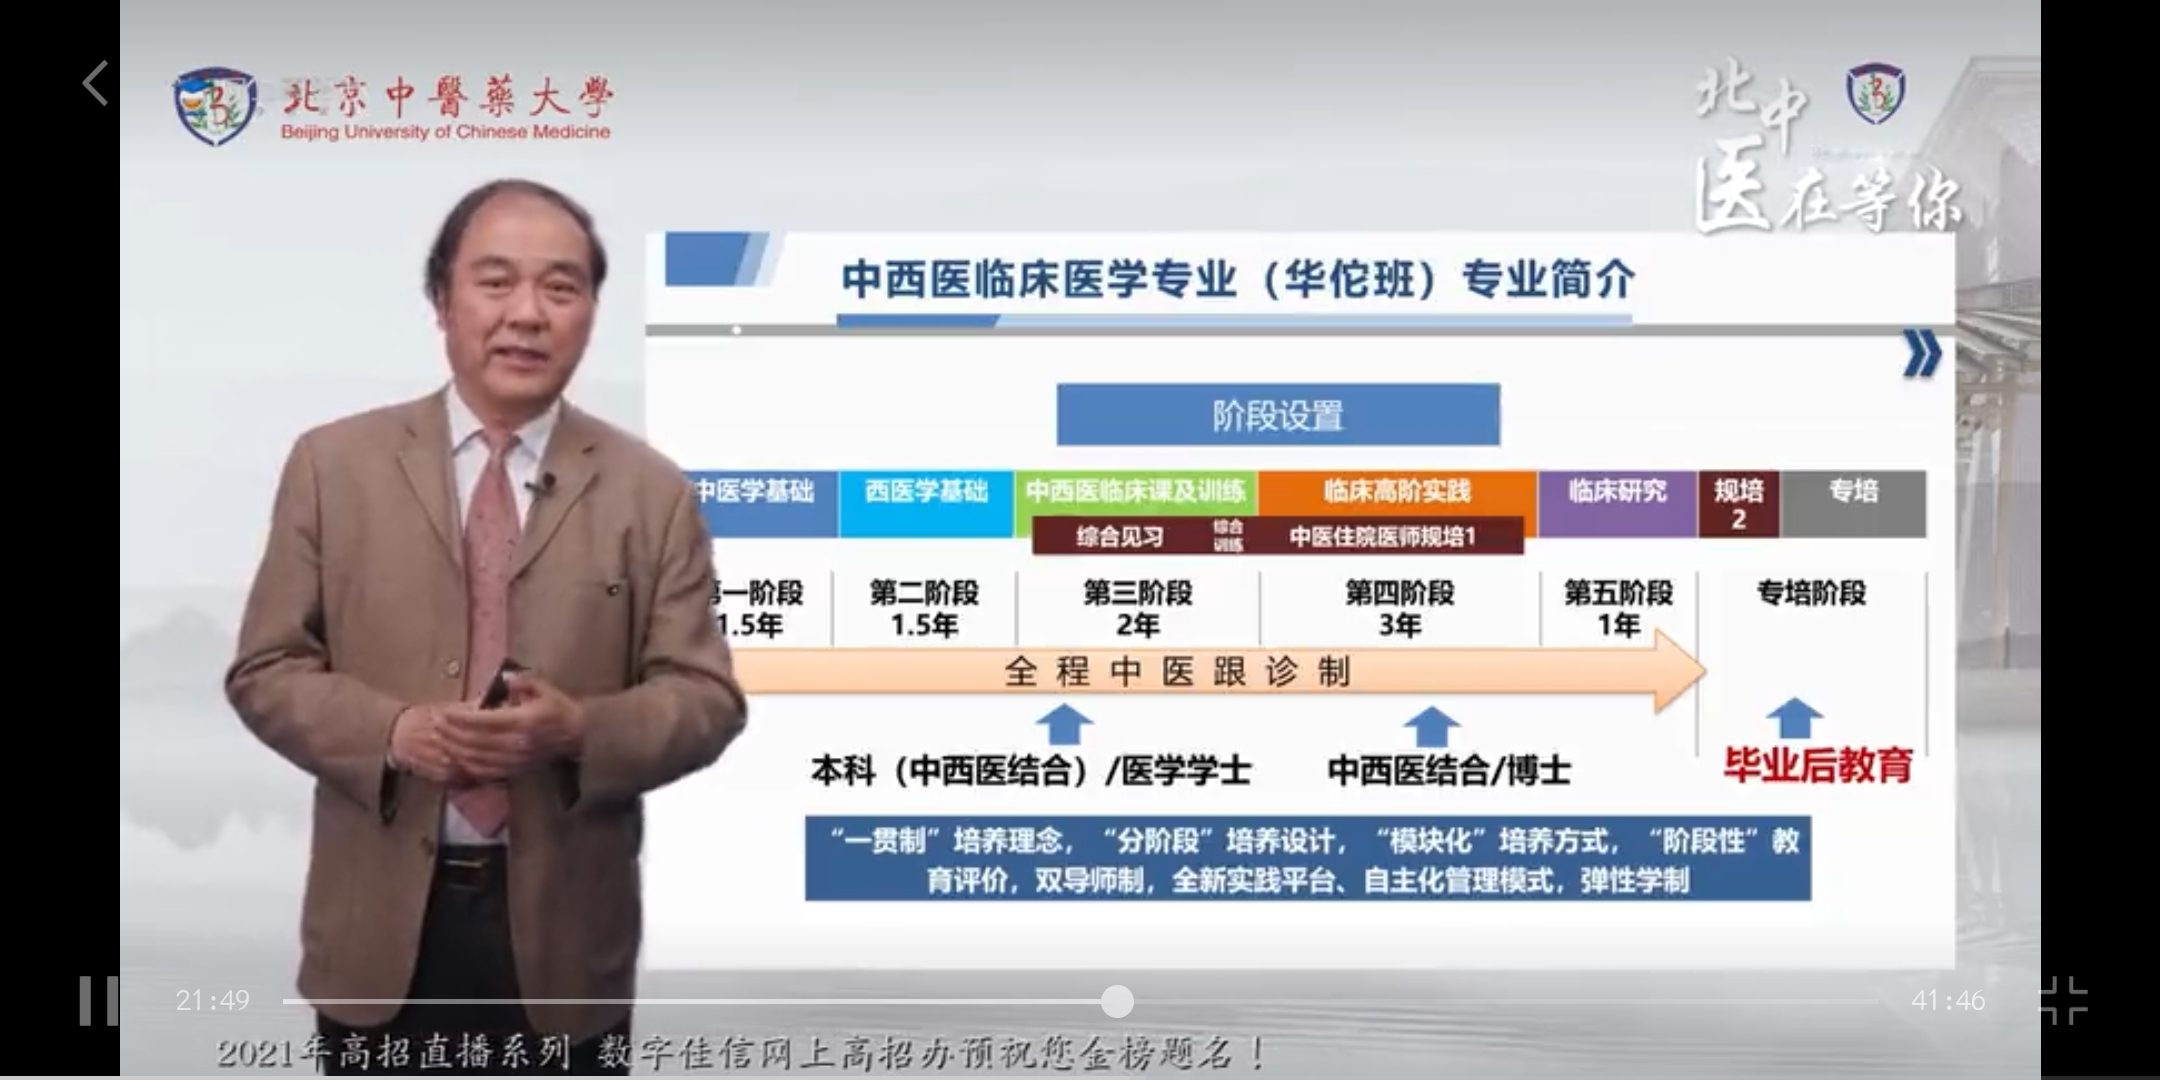 北京中醫藥大學
Beijing University of Chinese Medicine
北中
医在等你
中西医临床医学专业（华佗班）专业简介
阶段设置
中医学基础 西医学基础 中西医临床课及训练 临床高阶实践 临床研究 规培2 专培
综合见习 综合训练 中医住院医师规培1
第一阶段 第二阶段 第三阶段 第四阶段 第五阶段 专培阶段
1.5年 1.5年 2年 3年 1年
全程中医跟诊制
本科（中西医结合）/医学学士 中西医结合/博士 毕业后教育
“一贯制”培养理念，“分阶段”培养设计，“模块化”培养方式，“阶段性”教
育评价，双导师制，全新实践平台、自主化管理模式，弹性学制
21:49 41:46
2021年高招直播系列 数字佳信网上高招办预祝您金榜题名！